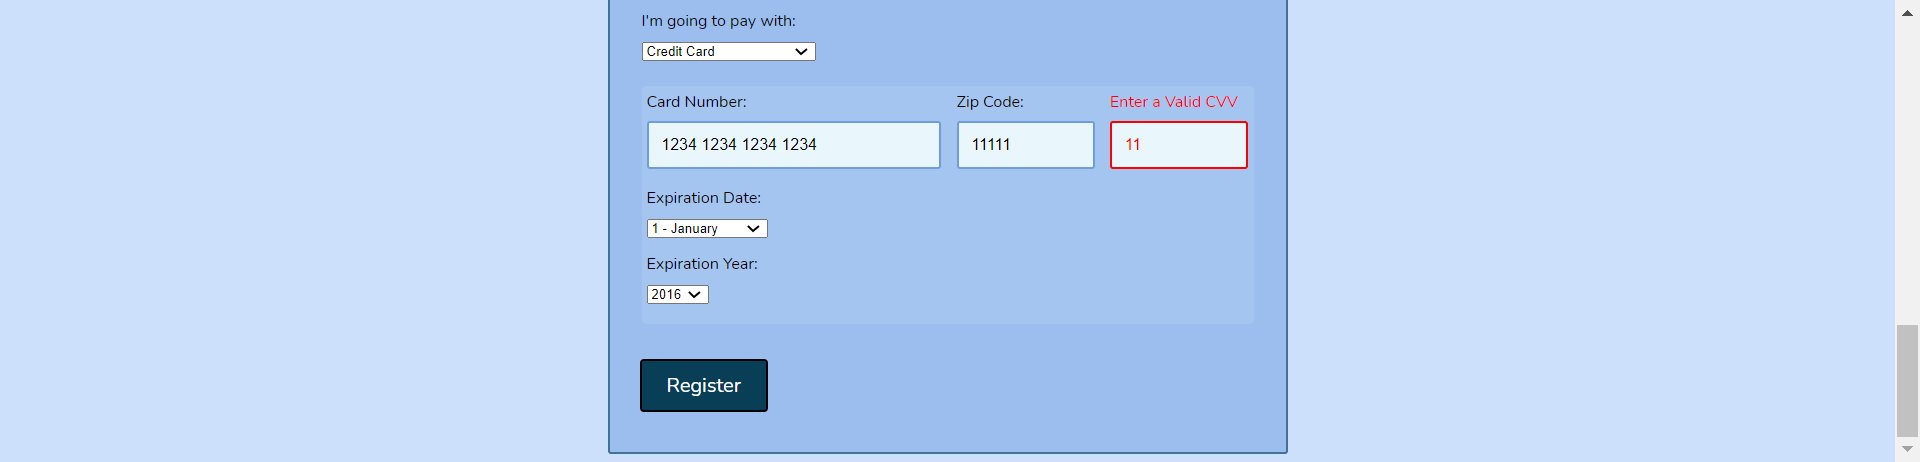 I'm going to pay with:
Credit Card
Card Number: Zip Code: Enter a Valid CVV
1234 1234 1234 1234 11111 11
Expiration Date:
1 - January
Expiration Year:
2016
Register